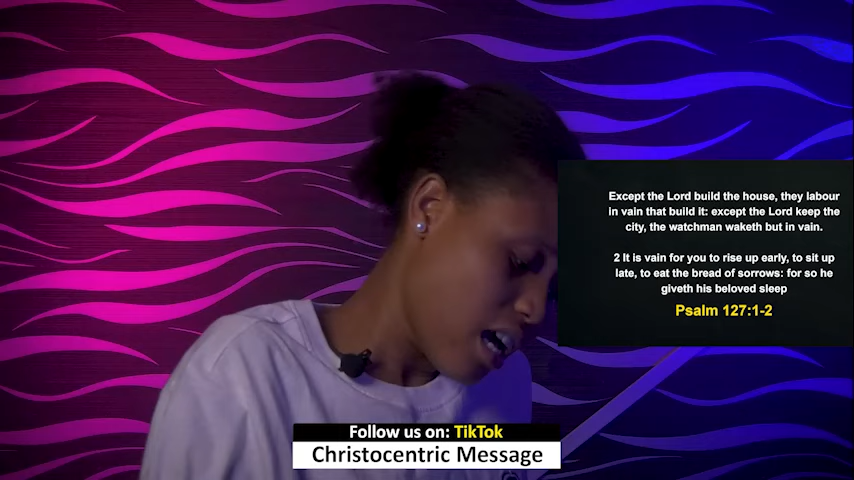 Except the Lord build the house, they labour
in vain that build it: except the Lord keep the
city, the watchman waketh but in vain.
2 It is vain for you to rise up early, to sit up
late, to eat the bread of sorrows: for so he
giveth his beloved sleep
Psalm 127:1-2
Follow us on: TikTok
Christocentric Message